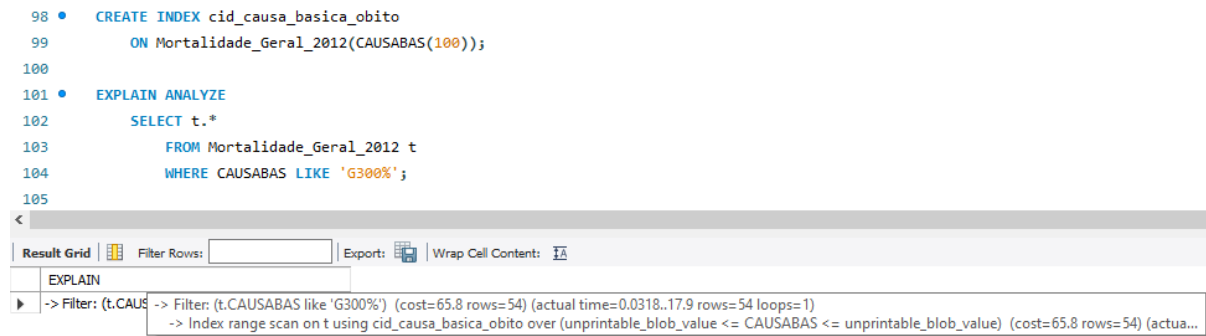 98 CREATE INDEX cid_causa_basica_obito
99 ON Mortalidade_Geral_2012(CAUSABAS(100));
100
101 EXPLAIN ANALYZE
102 SELECT t.*
103 FROM Mortalidade_Geral_2012 t
104 WHERE CAUSABAS LIKE 'G300%';
105
Result Grid Filter Rows: Export: Wrap Cell Content: IA
EXPLAIN
-> Filter: (t.CAUS
-> Filter: (t.CAUSABAS like 'G300%') (cost=65.8 rows=54) (actual time=0.0318..17.9 rows=54 loops=1)
-> Index range scan on t using cid_causa_basica_obito over (unprintable_blob_value <= CAUSABAS <= unprintable_blob_value) (cost=65.8 rows=54) (actua...